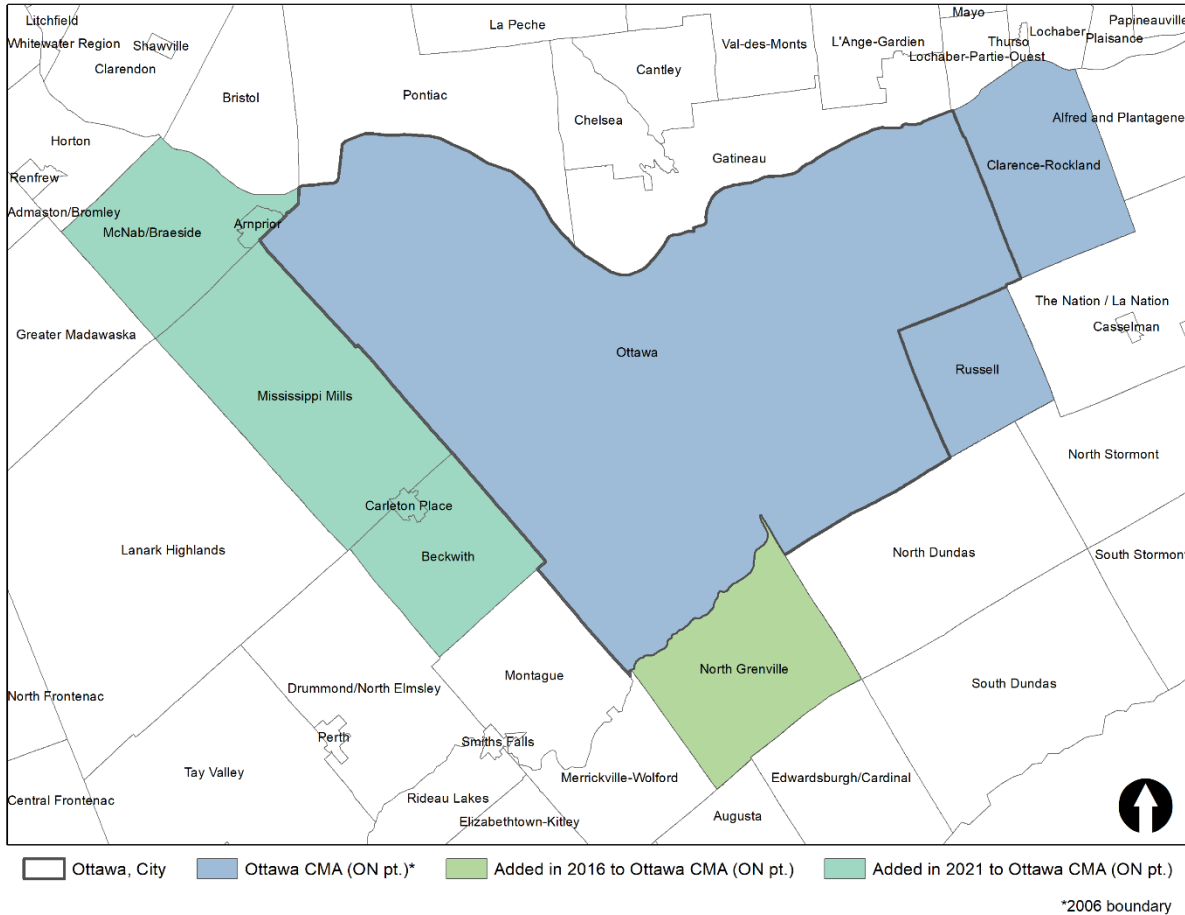 Litchfield
La Peche
Mayo
Papineauville
Lochaber
Whitewater Region
Shawville
Val-des-Monts
L'Ange-Gardien
Thurso
Plaisance
Lochaber-Partie-Ouest
Clarendon
Cantley
Bristol
Pontiac
Chelsea
Alfred and Plantagene
Horton
Gatineau
Clarence-Rockland
Renfrew
Admaston/Bromley
Arnprior
McNab/Braeside
The Nation / La Nation
Casselman
Greater Madawaska
Ottawa
Russell
Mississippi Mills
North Stormont
Carleton Place
Lanark Highlands
Beckwith
North Dundas
South Stormont
North Grenville
Montague
South Dundas
North Frontenac
Drummond/North Elmsley
Perth
Smiths Falls
Tay Valley
Merrickville-Wolford
Edwardsburgh/Cardinal
Central Frontenac
Rideau Lakes
Augusta
Elizabethtown-Kitley
Ottawa, City
Ottawa CMA (ON pt.)*
Added in 2016 to Ottawa CMA (ON pt.)
Added in 2021 to Ottawa CMA (ON pt.)
*2006 boundary